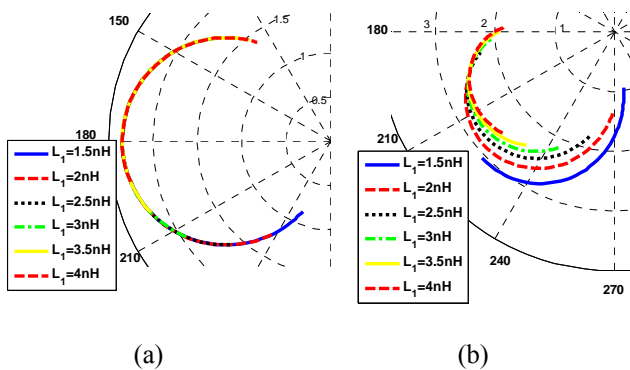 150
1.5
1
0.5
180
210
L1=1.5nH
L1=2nH
L1=2.5nH
L1=3nH
L1=3.5nH
L1=4nH
(a)
180
3
2
1
210
240
270
L1=1.5nH
L1=2nH
L1=2.5nH
L1=3nH
L1=3.5nH
L1=4nH
(b)